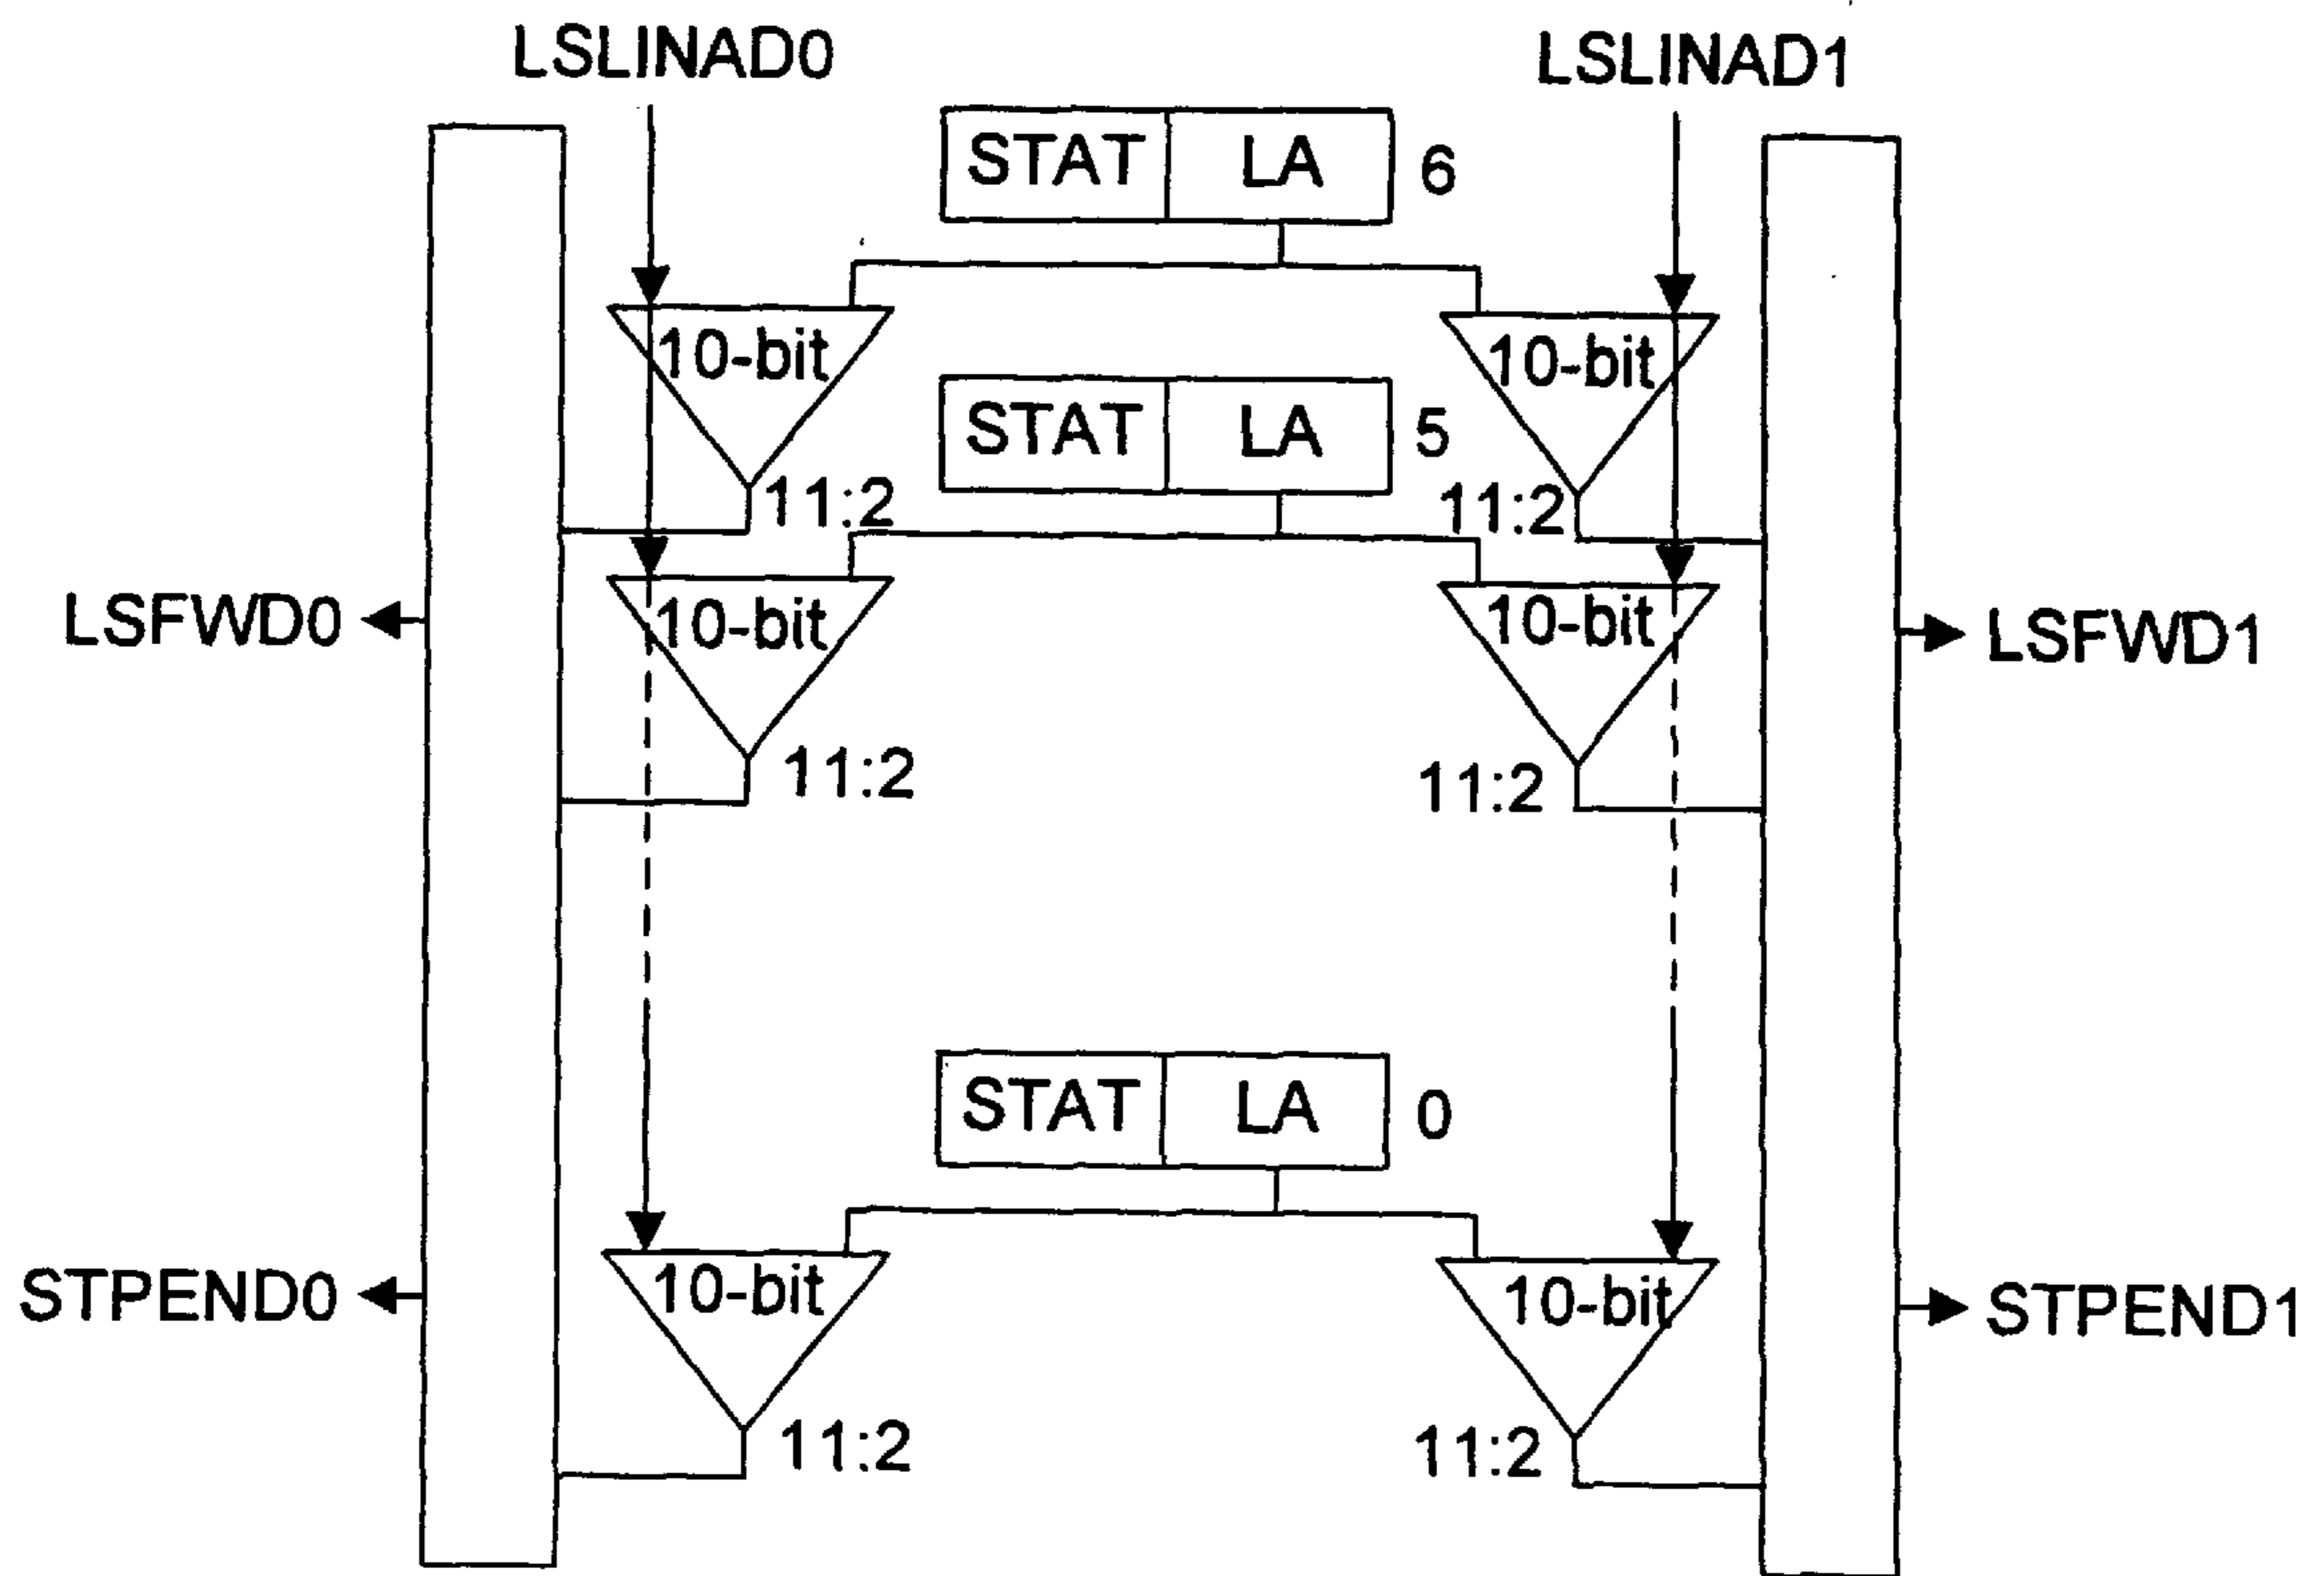 LSLINAD0 LSLINAD1
STAT LA 6
10-bit 10-bit
STAT LA 5
11:2 11:2
LSFWD0 10-bit 10-bit LSFWD1
11:2 11:2
STAT LA 0
STPEND0 10-bit 10-bit STPEND1
11:2 11:2